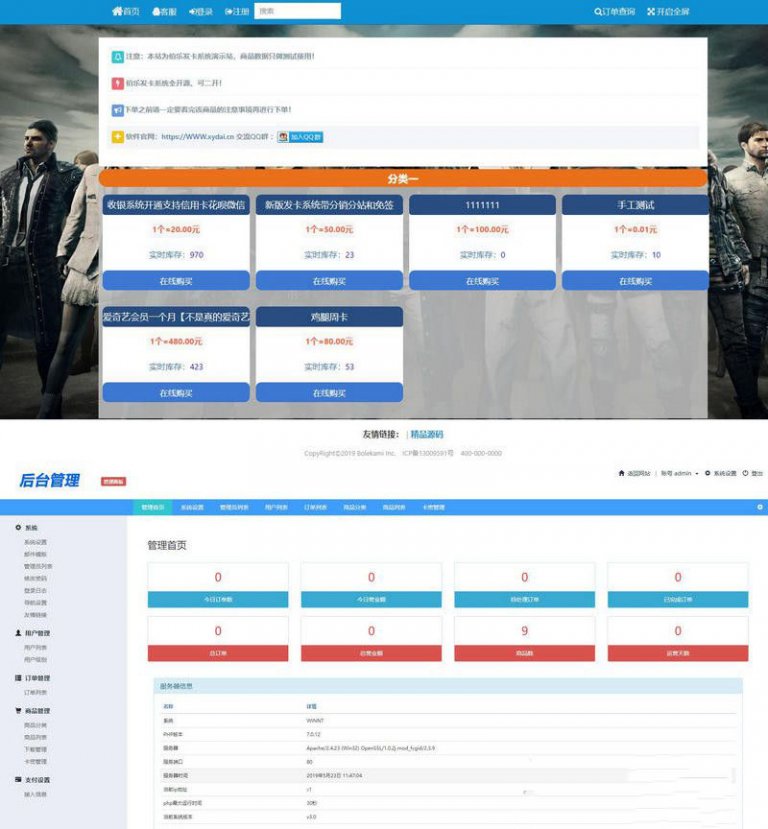 首页 客服 登录 注册 搜索 订单查询 开启全屏
注意：本站为伯乐发卡系统演示站，商品数据只做测试使用！
伯乐发卡系统全开源，可二开！
下单之前请一定要看完该商品的注意事项再进行下单！
软件官网：https://WWW.xydai.cn 交流QQ群： 加入QQ群
分类一
收银系统开通支持信用卡花呗微信 新版发卡系统带分销分站和免签 1111111 手工测试
1个=20.00元 1个=50.00元 1个=100.00元 1个=0.01元
实时库存：970 实时库存：23 实时库存：0 实时库存：10
在线购买 在线购买 在线购买 在线购买
爱奇艺会员一个月【不是真的爱奇艺 鸡腿周卡
1个=480.00元 1个=80.00元
实时库存：423 实时库存：53
在线购买 在线购买
友情链接： | 精品源码
CopyRight©2019 Bolekami Inc. ICP备13009591号 400-000-0000
后台管理 返回网站 | 账号 admin 系统设置 登出
管理首页 系统设置 管理员列表 用户列表 订单列表 商品分类 商品列表 卡密管理
系统
系统设置
邮件模版
管理员列表
修改密码
登录日志
导航设置
友情链接
用户管理
用户列表
用户级别
订单管理
订单列表
商品管理
商品分类
商品列表
下载管理
卡密管理
支付设置
接入信息
管理首页
0 0 0 0
今日订单数 今日营业额 待处理订单 已完成订单
0 0 9 0
总订单 总营业额 商品数 运营天数
服务器信息
名称 详情
系统 WINNT
PHP版本 7.0.12
服务器 Apache/2.4.23 (Win32) OpenSSL/1.0.2j mod_fcgid/2.3.9
服务端口 80
服务器时间 2019年5月23日 11:47:04
当前ip地址
php最大运行时间 30秒
当前系统版本 v3.0